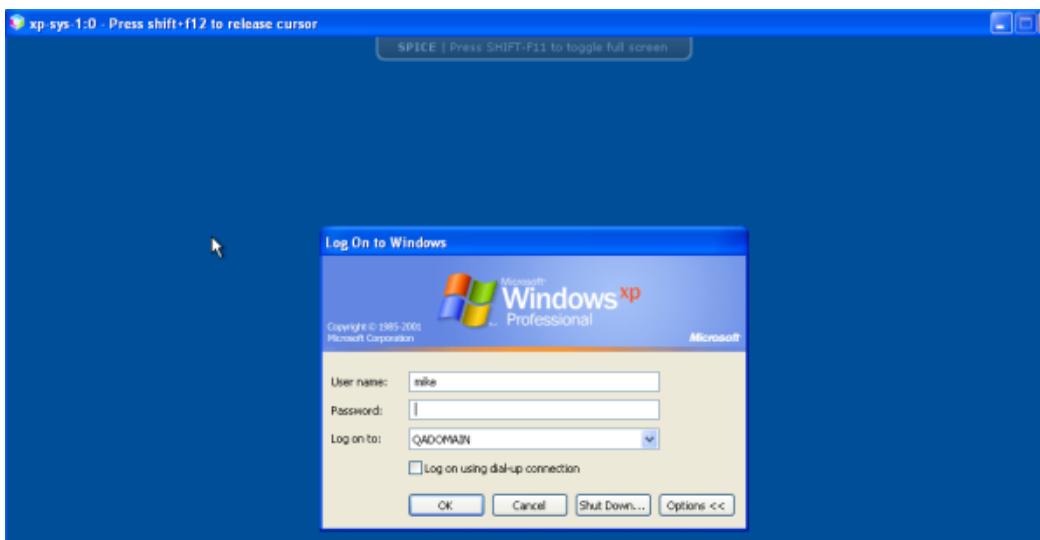 xp-sys-1:0 - Press shift+f12 to release cursor
SPICE | Press SHIFT-F11 to toggle full screen
Log On to Windows
Microsoft
Windows xp
Professional
Copyright © 1985-2001
Microsoft Corporation
Microsoft
User name: mike
Password:
Log on to: QADOMAIN
Log on using dial-up connection
OK Cancel Shut Down... Options <<